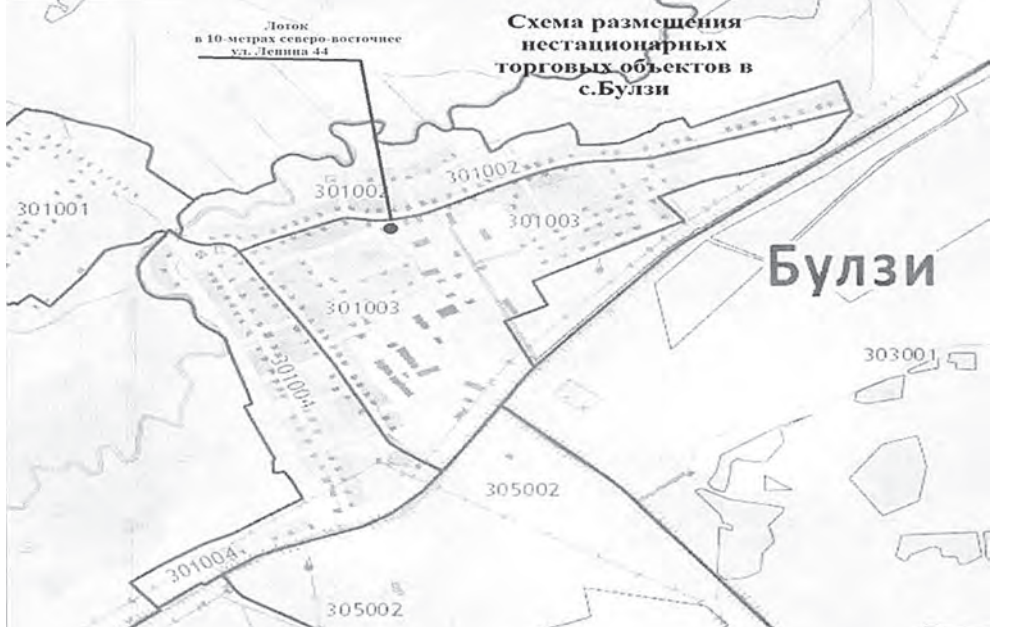 Лоток
в 10-метрах северо-восточнее
ул. Ленина 44
Схема размещения
нестационарных
торговых объектов в
с.Булзи
301002
301002
301001
301003
Булзи
301003
303001
301004
305002
301004
305002